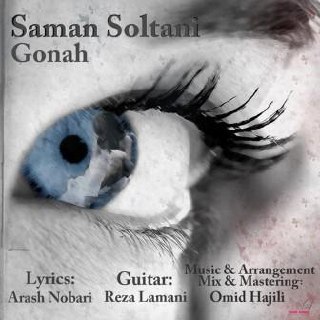 Saman Soltani
Gonah
Lyrics:
Arash Nobari
Guitar:
Reza Lamani
Music & Arrangement
Mix & Mastering:
Omid Hajili